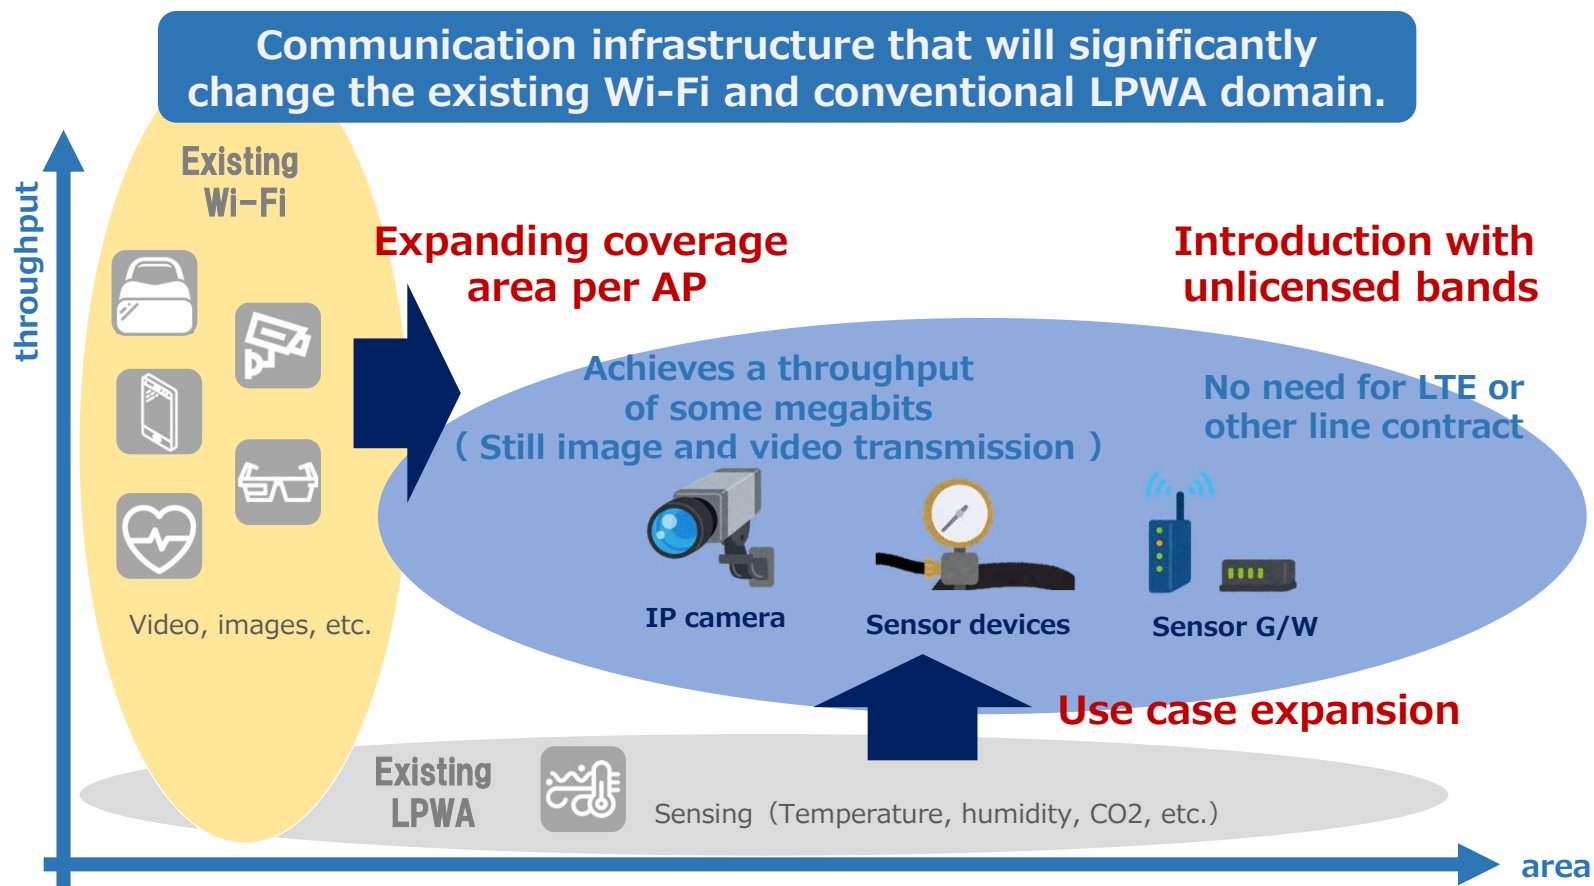 Communication infrastructure that will significantly
change the existing Wi-Fi and conventional LPWA domain.
throughput
Existing
Wi-Fi
Video, images, etc.
Expanding coverage
area per AP
Introduction with
unlicensed bands
Achieves a throughput
of some megabits
( Still image and video transmission )
No need for LTE or
other line contract
IP camera
Sensor devices
Sensor G/W
Use case expansion
Existing
LPWA
Sensing（Temperature, humidity, CO2, etc.）
area